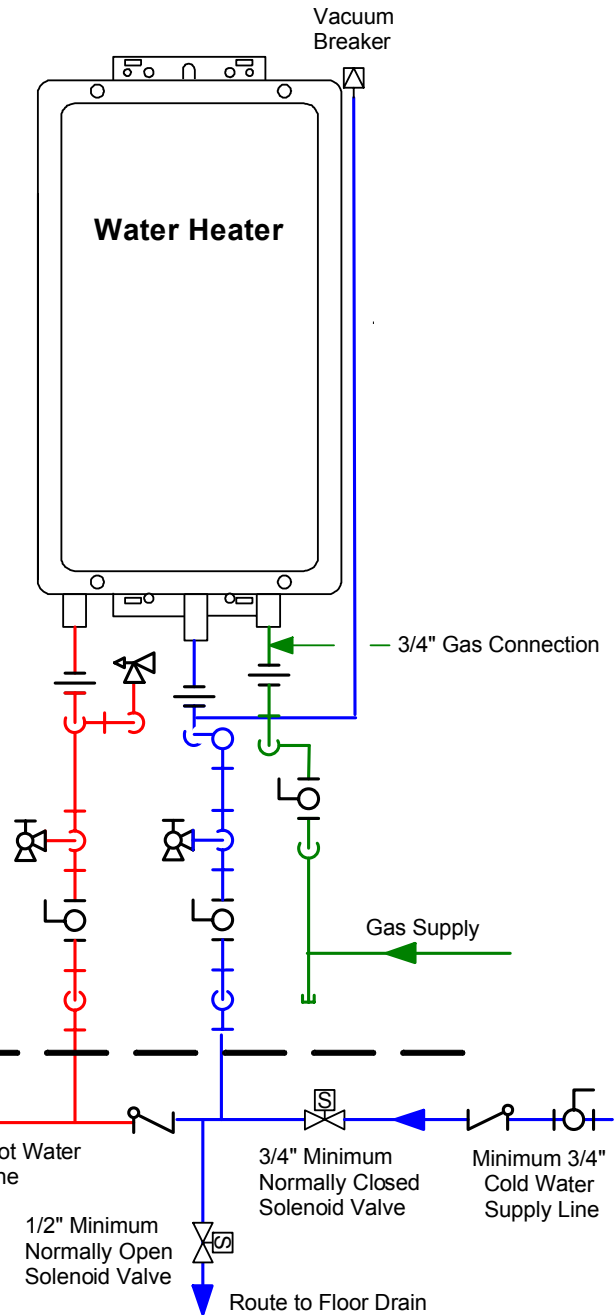 Vacuum
Breaker
Water Heater
3/4" Gas Connection
Gas Supply
S
ot Water
ne
3/4" Minimum
Normally Closed
Solenoid Valve
Minimum 3/4"
Cold Water
Supply Line
1/2" Minimum
Normally Open
Solenoid Valve
S
Route to Floor Drain